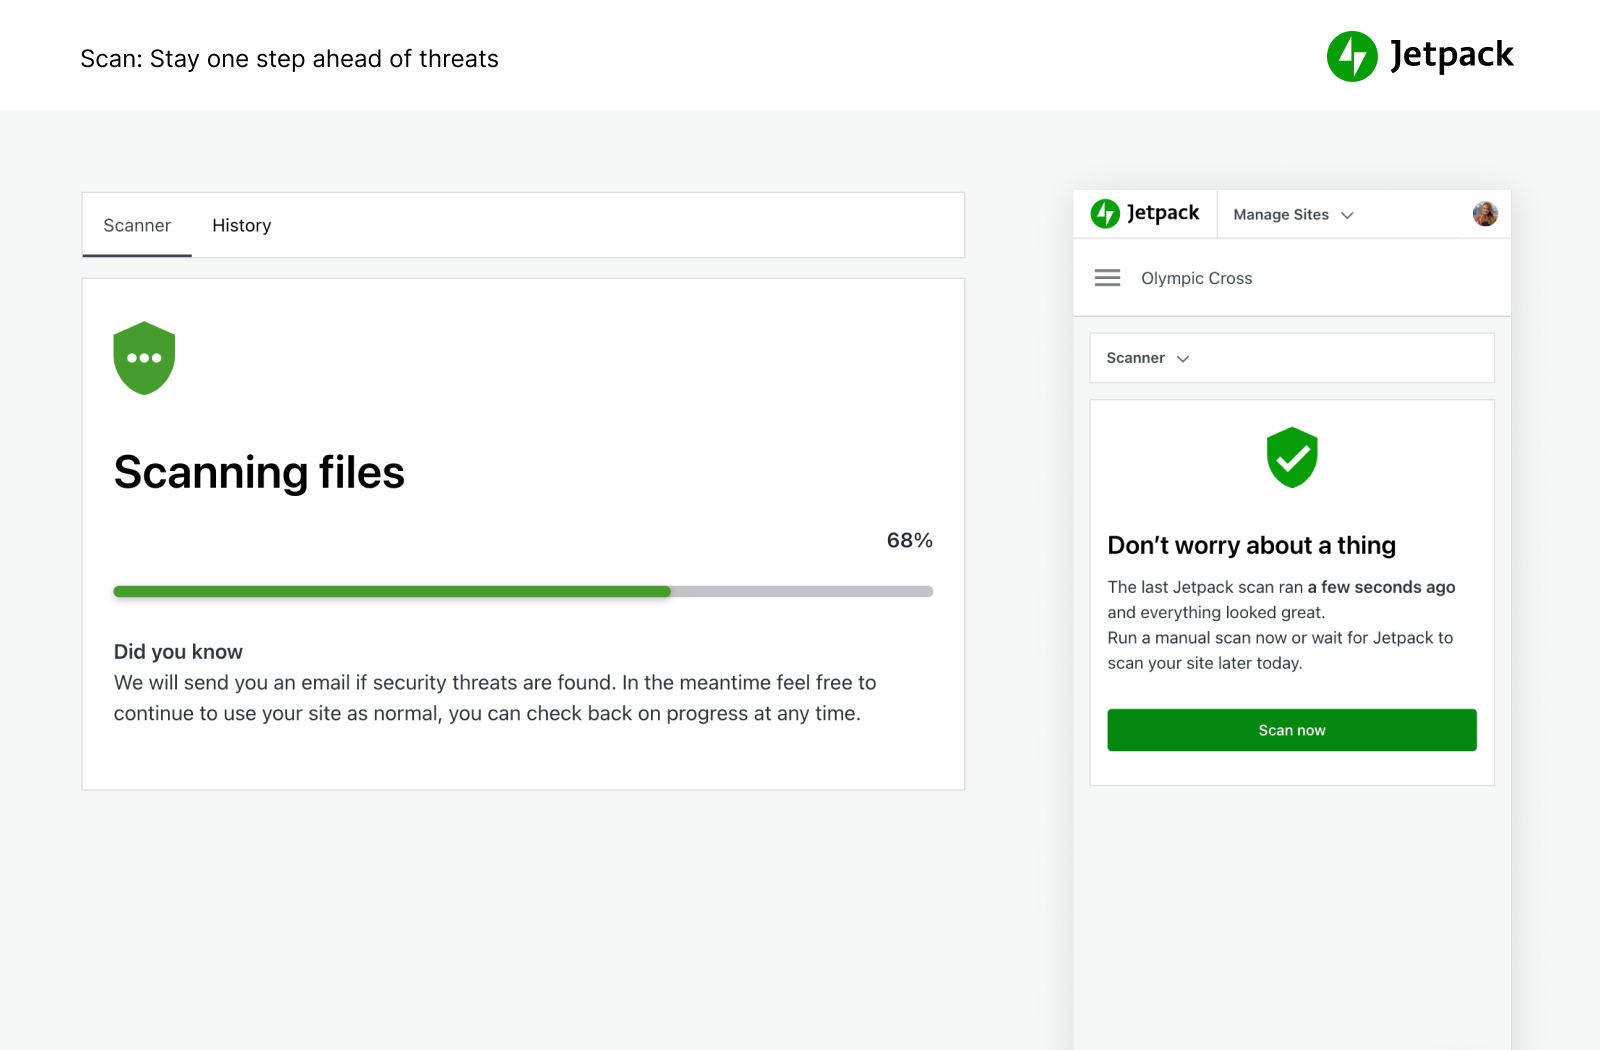 Scan: Stay one step ahead of threats
Jetpack
Scanner
History
Scanning files
68%
Did you know
We will send you an email if security threats are found. In the meantime feel free to
continue to use your site as normal, you can check back on progress at any time.
Jetpack
Manage Sites
Olympic Cross
Scanner
Don’t worry about a thing
The last Jetpack scan ran a few seconds ago
and everything looked great.
Run a manual scan now or wait for Jetpack to
scan your site later today.
Scan now